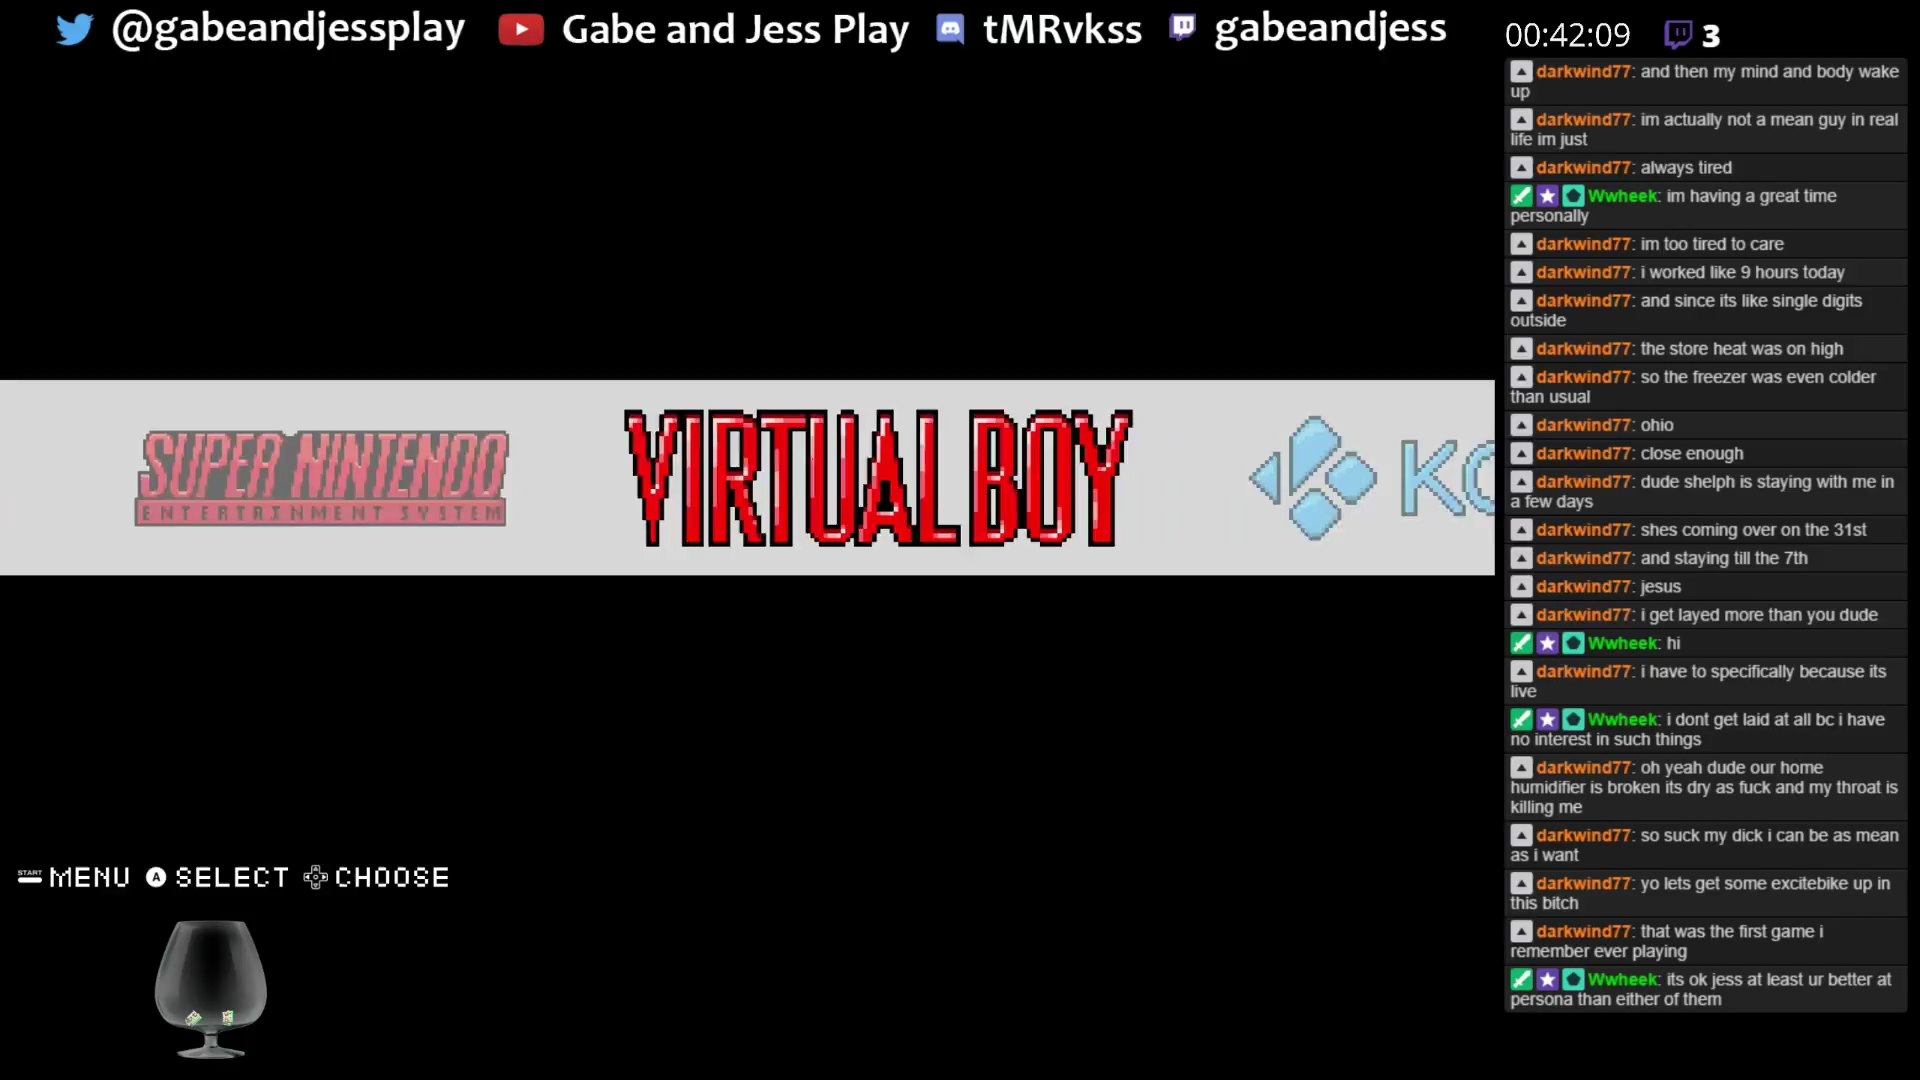 @gabeandjessplay Gabe and Jess Play tMRvkss gabeandjess
00:42:09 3
darkwind77: and then my mind and body wake
up
darkwind77: im actually not a mean guy in real
life im just
darkwind77: always tired
Wwheek: im having a great time
personally
darkwind77: im too tired to care
darkwind77: i worked like 9 hours today
darkwind77: and since its like single digits
outside
darkwind77: the store heat was on high
darkwind77: so the freezer was even colder
than usual
darkwind77: ohio
darkwind77: close enough
darkwind77: dude shelph is staying with me in
a few days
darkwind77: shes coming over on the 31st
darkwind77: and staying till the 7th
darkwind77: jesus
darkwind77: i get layed more than you dude
Wwheek: hi
darkwind77: i have to specifically because its
live
Wwheek: i dont get laid at all bc i have
no interest in such things
darkwind77: oh yeah dude our home
humidifier is broken its dry as fuck and my throat is
killing me
darkwind77: so suck my dick i can be as mean
as i want
darkwind77: yo lets get some excitebike up in
this bitch
darkwind77: that was the first game i
remember ever playing
Wwheek: its ok jess at least ur better at
persona than either of them
SUPER NINTENDO
ENTERTAINMENT SYSTEM
VIRTUAL BOY
KO
START MENU A SELECT CHOOSE